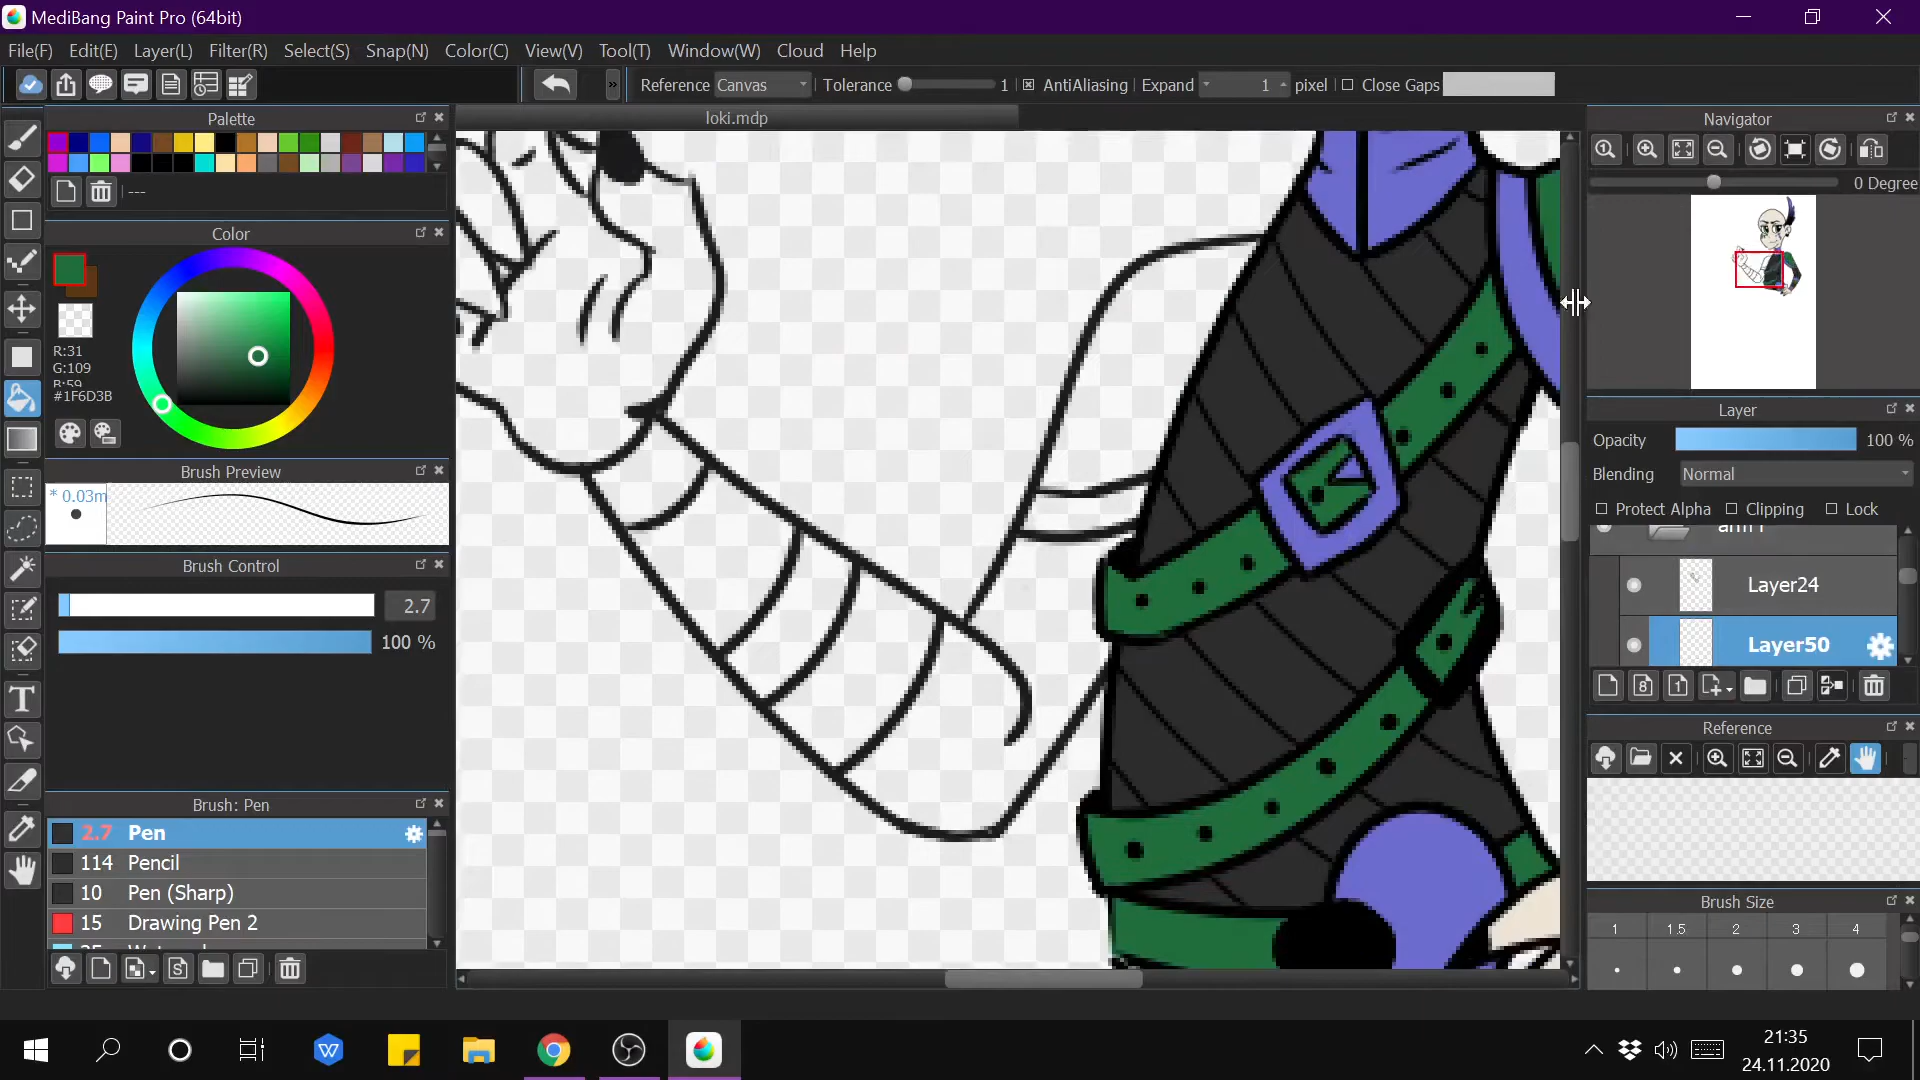 MediBang Paint Pro (64bit)
File(F) Edit(E) Layer(L) Filter(R) Select(S) Snap(N) Color(C) View(V) Tool(T) Window(W) Cloud Help
Reference Canvas Tolerance 1 AntiAliasing Expand 1 pixel Close Gaps
Palette
loki.mdp
Navigator
0 Degree
---
Color
R:31
G:109
B:59
#1F6D3B
Layer
Opacity 100 %
Blending Normal
Protect Alpha Clipping Lock
Layer24
Layer50
Brush Preview
* 0.03m
Brush Control
2.7
100 %
Reference
Brush: Pen
2.7 Pen
114 Pencil
10 Pen (Sharp)
15 Drawing Pen 2
Brush Size
1 1.5 2 3 4
21:35
24.11.2020